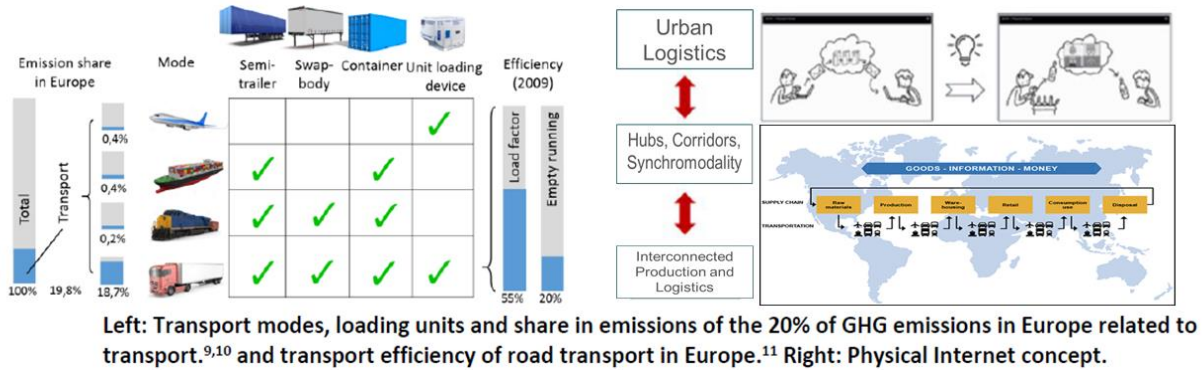 Emission share
in Europe
Mode
Semi-
trailer
Swap-
body
Container
Unit loading
device
Efficiency
(2009)
Total
Transport
0,4%
0,4%
0,2%
100%
19,8%
18,7%
Load factor
Empty running
55%
20%
Urban
Logistics
Hubs, Corridors,
Synchromodality
Interconnected
Production and
Logistics
GOODS - INFORMATION - MONEY
SUPPLY CHAIN
Raw
materials
Production
Ware-
housing
Retail
Consumption
use
Disposal
TRANSPORTATION
Left: Transport modes, loading units and share in emissions of the 20% of GHG emissions in Europe related to
transport.⁹,¹⁰ and transport efficiency of road transport in Europe.¹¹ Right: Physical Internet concept.